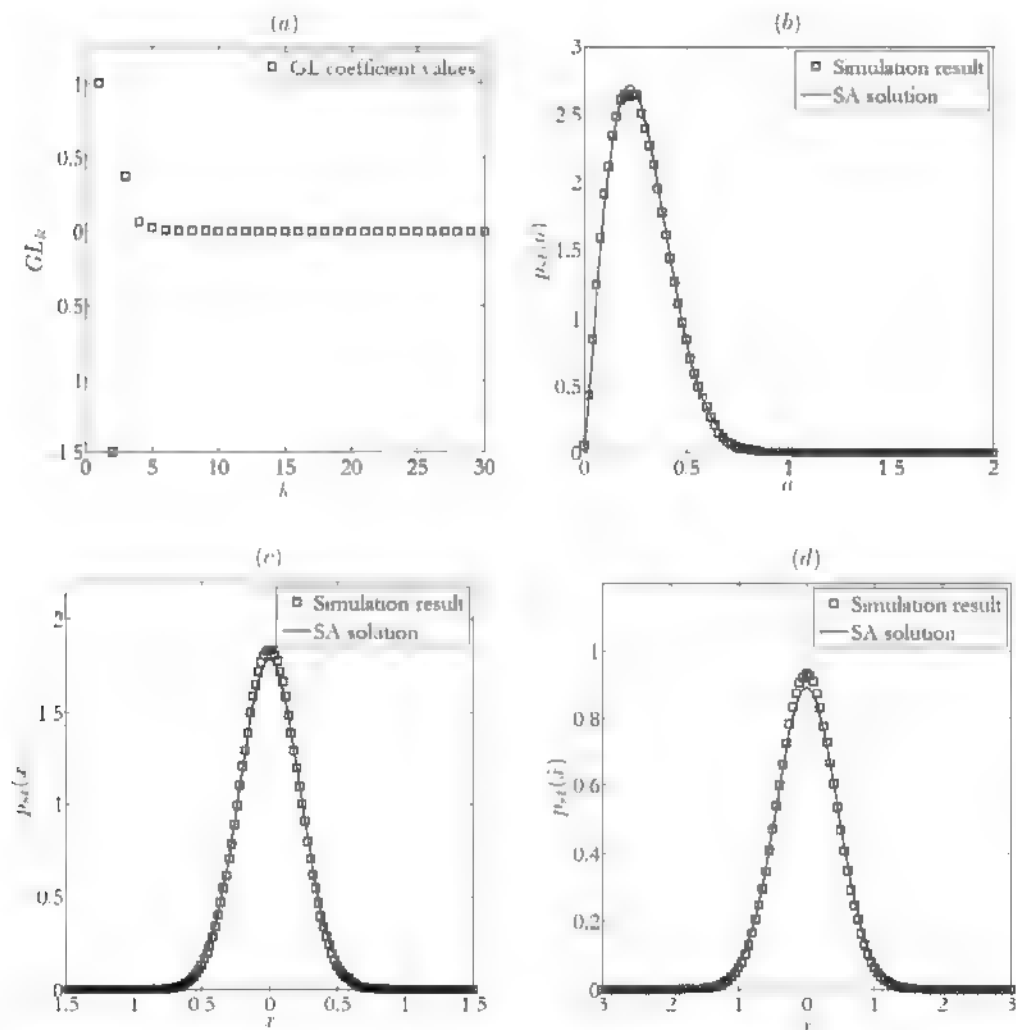 (a)
GL coefficient values
1
0.5
0
0.5
1
1.5
0 5 10 15 20 25 30
GL_k
k
(b)
Simulation result
SA solution
3
2.5
2
1.5
1
0.5
0
0 0.5 1 1.5 2
p_st(a)
a
(c)
Simulation result
SA solution
2
1.5
1
0.5
0
1.5 1 0.5 0 0.5 1 1.5
p_st(x
x
(d)
Simulation result
SA solution
1
0.8
0.6
0.4
0.2
0
3 2 1 0 1 2 3
p_st(ẋ)